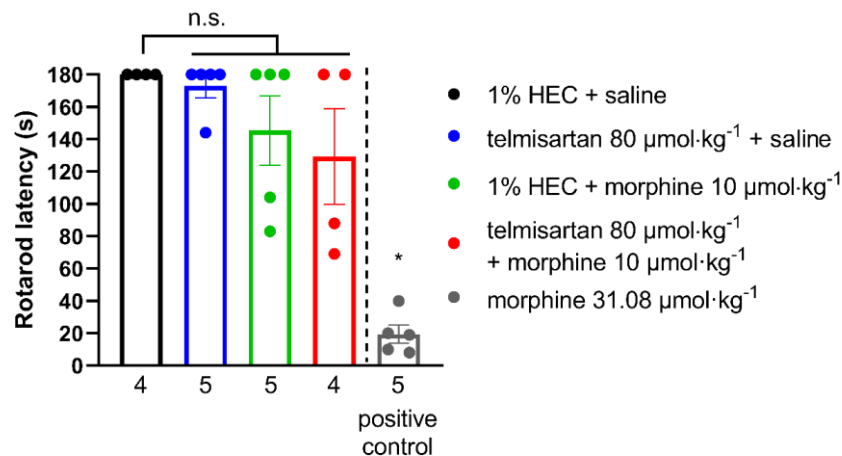 n.s.
Rotarod latency (s)
180
160
140
120
100
80
60
40
20
0
*
4 5 5 4 5
positive
control
1% HEC + saline
telmisartan 80 µmol·kg⁻¹ + saline
1% HEC + morphine 10 µmol·kg⁻¹
telmisartan 80 µmol·kg⁻¹
+ morphine 10 µmol·kg⁻¹
morphine 31.08 µmol·kg⁻¹